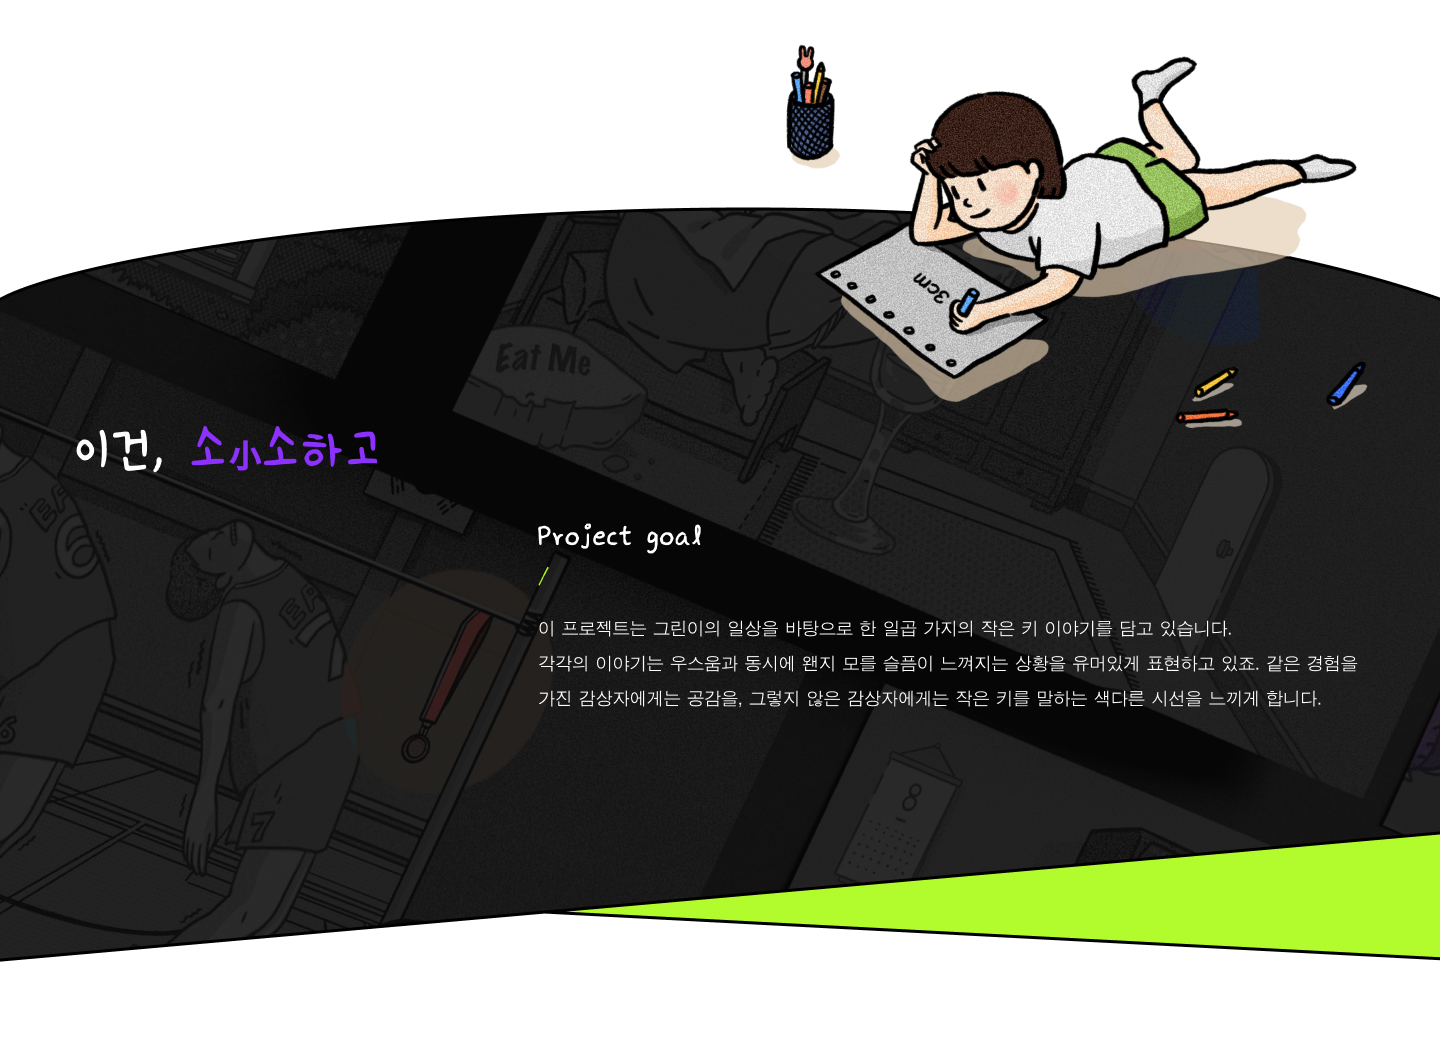 3cm
Eat Me
이건, 소小소하고
EA
6
EA
Project goal
/
이 프로젝트는 그린이의 일상을 바탕으로 한 일곱 가지의 작은 키 이야기를 담고 있습니다.
각각의 이야기는 우스움과 동시에 왠지 모를 슬픔이 느껴지는 상황을 유머있게 표현하고 있죠. 같은 경험을
가진 감상자에게는 공감을, 그렇지 않은 감상자에게는 작은 키를 말하는 색다른 시선을 느끼게 합니다.
6
8
7